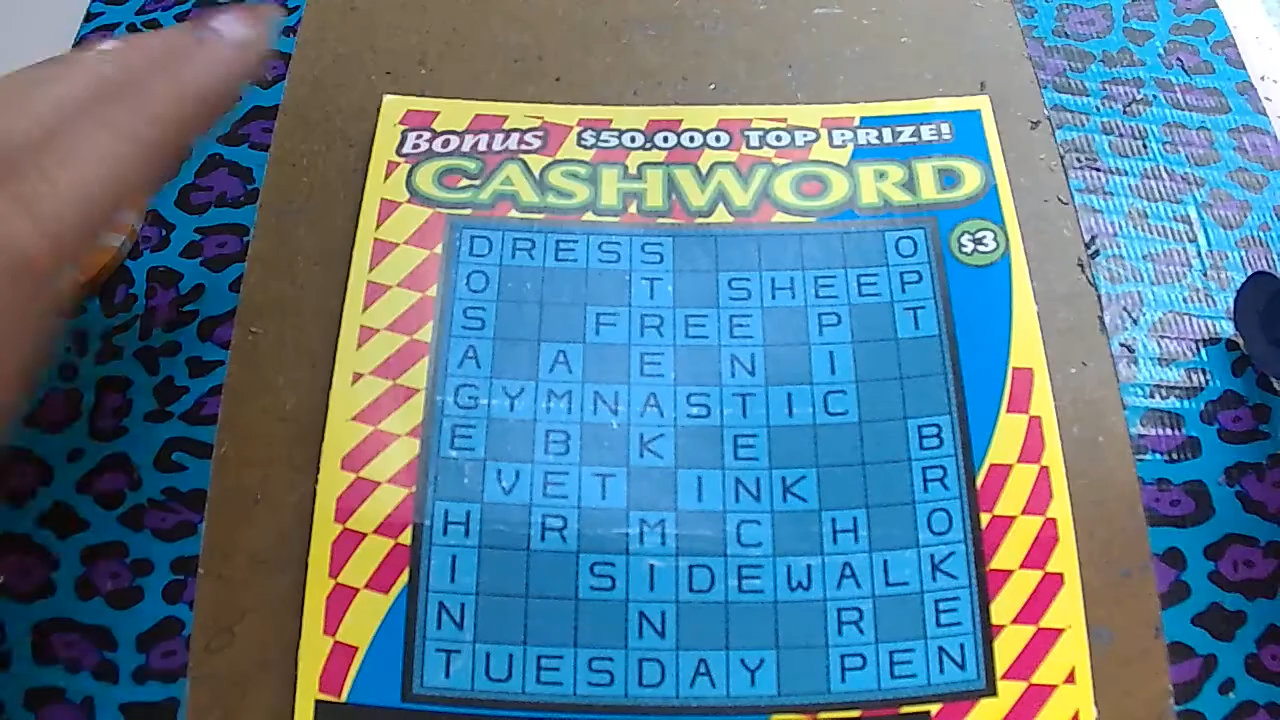 Bonus $50,000 TOP PRIZE!
CASHWORD
$3
DRESS O
O T SHEEP
S FREE P T
A A E N I
GYMNASTIC
E B K E B
VET INK R
H R M C H O
I SIDEWALK
N N R E
TUESDAY PEN